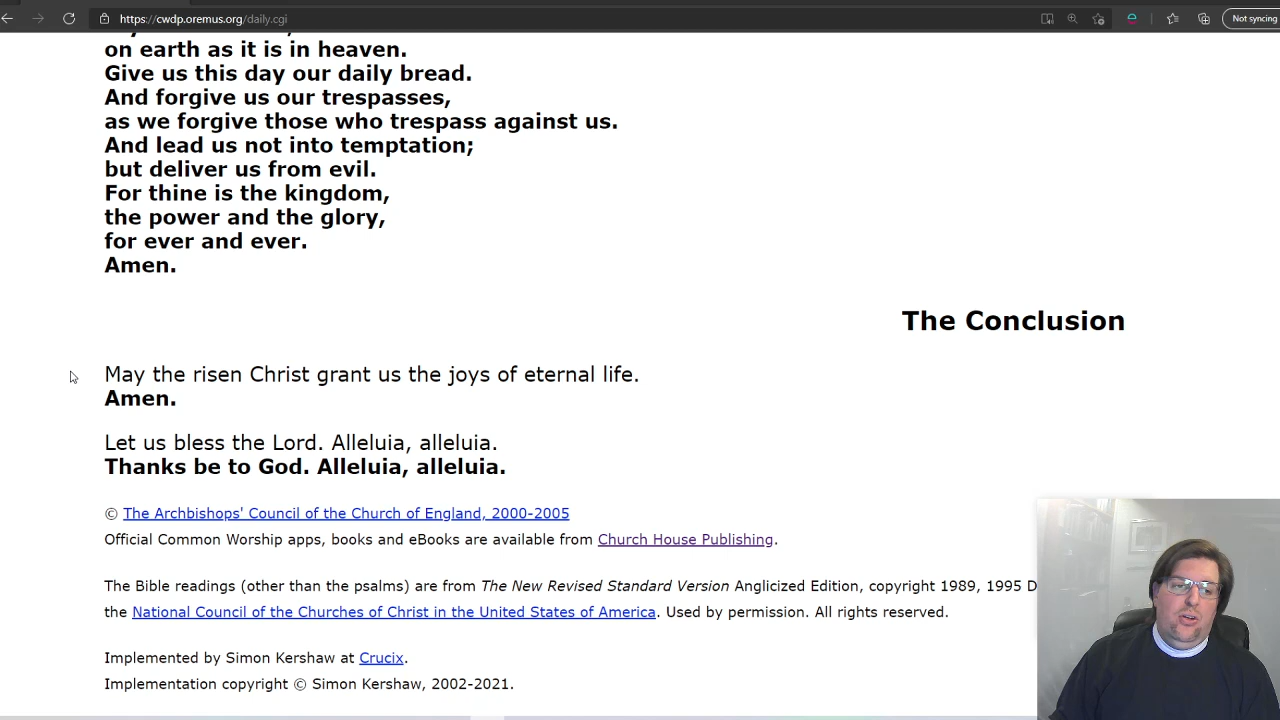 https://cwdp.oremus.org/daily.cgi
Not syncing
on earth as it is in heaven.
Give us this day our daily bread.
And forgive us our trespasses,
as we forgive those who trespass against us.
And lead us not into temptation;
but deliver us from evil.
For thine is the kingdom,
the power and the glory,
for ever and ever.
Amen.
The Conclusion
May the risen Christ grant us the joys of eternal life.
Amen.
Let us bless the Lord. Alleluia, alleluia.
Thanks be to God. Alleluia, alleluia.
© The Archbishops' Council of the Church of England, 2000-2005
Official Common Worship apps, books and eBooks are available from Church House Publishing.
The Bible readings (other than the psalms) are from The New Revised Standard Version Anglicized Edition, copyright 1989, 1995 D
the National Council of the Churches of Christ in the United States of America. Used by permission. All rights reserved.
Implemented by Simon Kershaw at Crucix.
Implementation copyright © Simon Kershaw, 2002-2021.